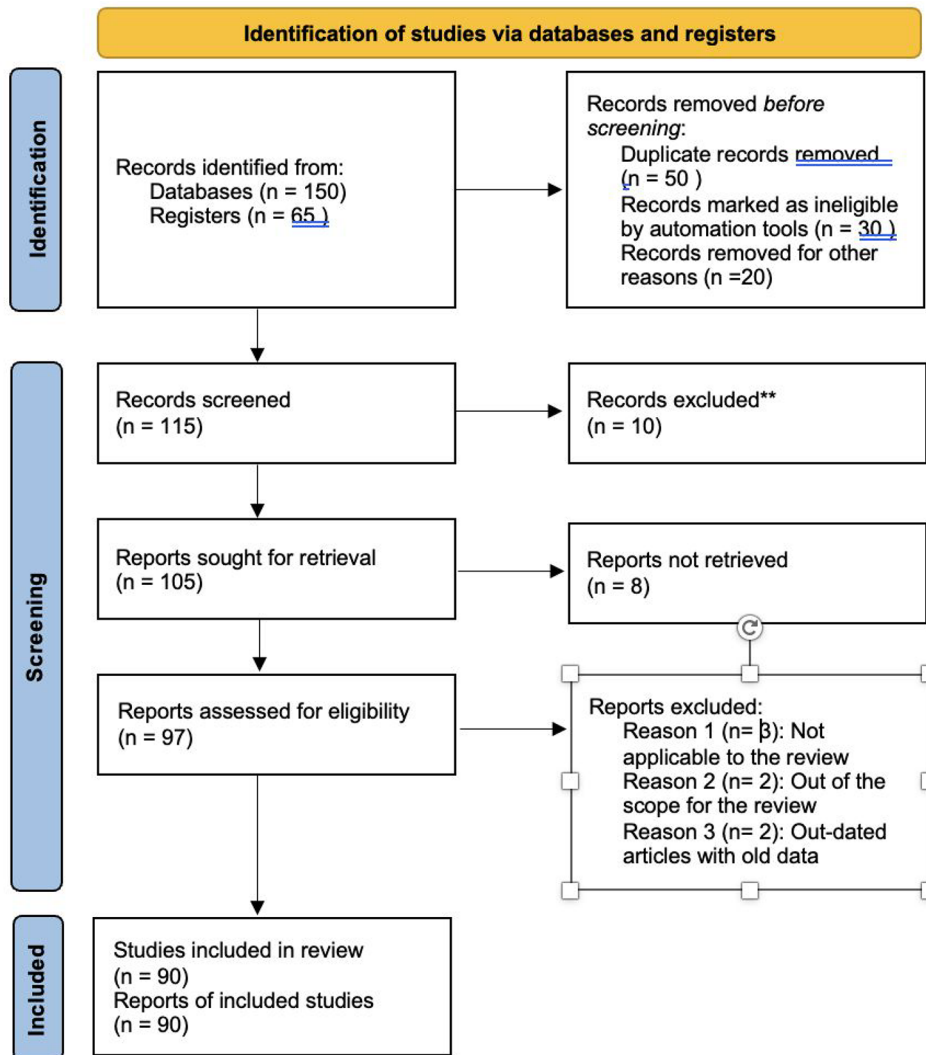 Identification of studies via databases and registers
Identification
Records identified from:
Databases (n = 150)
Registers (n = 65 )
Records removed before
screening:
Duplicate records removed
(n = 50 )
Records marked as ineligible
by automation tools (n = 30 )
Records removed for other
reasons (n =20)
Screening
Records screened
(n = 115)
Records excluded**
(n = 10)
Reports sought for retrieval
(n = 105)
Reports not retrieved
(n = 8)
Reports assessed for eligibility
(n = 97)
Reports excluded:
Reason 1 (n= 3): Not
applicable to the review
Reason 2 (n= 2): Out of the
scope for the review
Reason 3 (n= 2): Out-dated
articles with old data
Included
Studies included in review
(n = 90)
Reports of included studies
(n = 90)